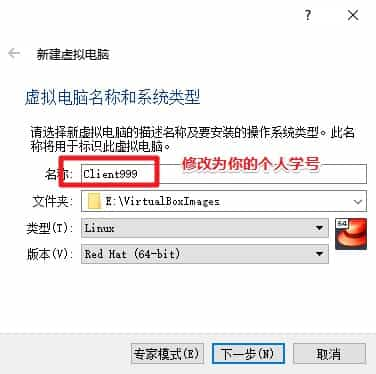 ?
新建虚拟电脑
虚拟电脑名称和系统类型
请选择新虚拟电脑的描述名称及要安装的操作系统类型。此名
称将用于标识此虚拟电脑。
修改为你的个人学号
名称: Client999
文件夹: E:\VirtualBoxImages
类型(T): Linux
64
版本(V): Red Hat (64-bit)
专家模式(E) 下一步(N) 取消